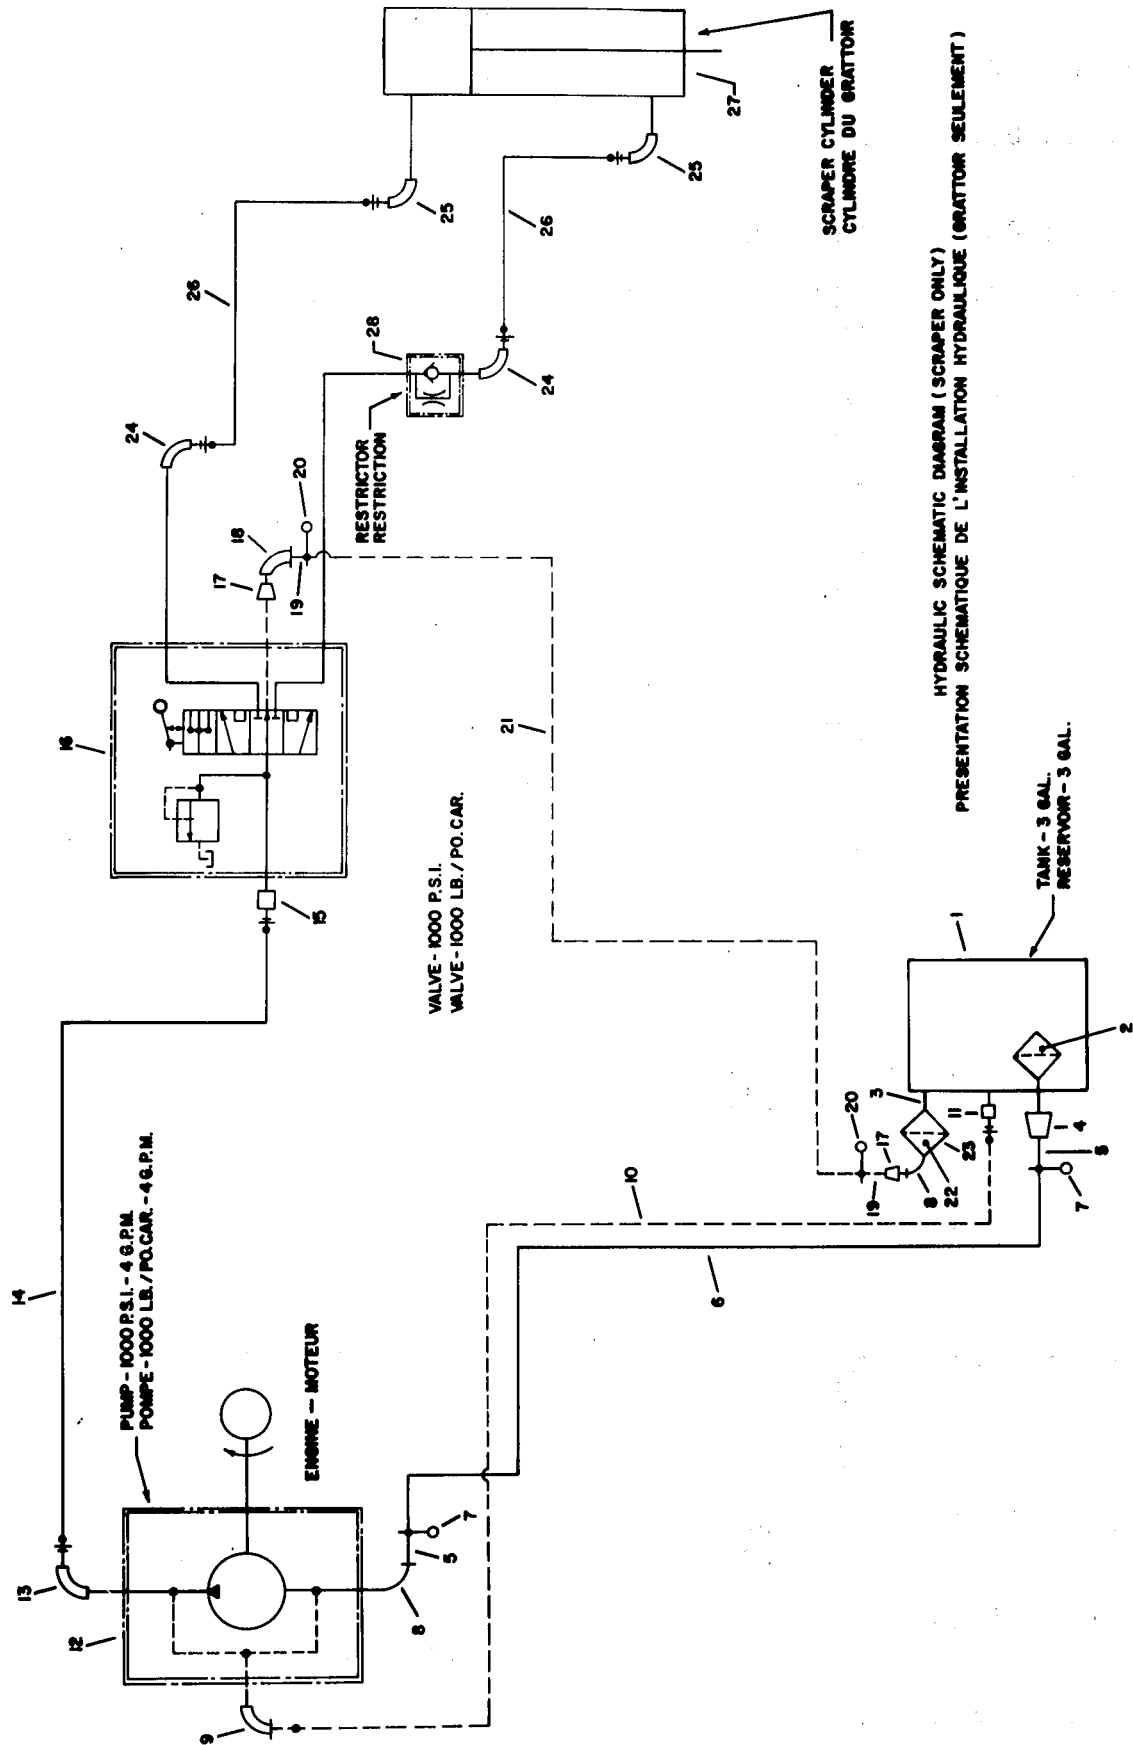 SCRAPER CYLINDER
CYLINDRE DU GRATTOIR
27
25
25
26
26
28
24
24
RESTRICTOR
RESTRICTION
20
18
17
19
16
15
21
VALVE-1000 P.S.I.
VALVE-1000 LB./PO.CAR.
HYDRAULIC SCHEMATIC DIAGRAM (SCRAPER ONLY)
PRESENTATION SCHEMATIQUE DE L'INSTALLATION HYDRAULIQUE (GRATTOIR SEULEMENT)
TANK-3 GAL.
RESERVOIR-3 GAL.
1
2
3
11
4
5
7
20
17
19
8
22
23
10
6
14
PUMP-1000 P.S.I.-4 G.P.M.
POMPE-1000 LB./PO.CAR.-4 G.P.M.
ENGINE-MOTEUR
13
12
9
8
5
7